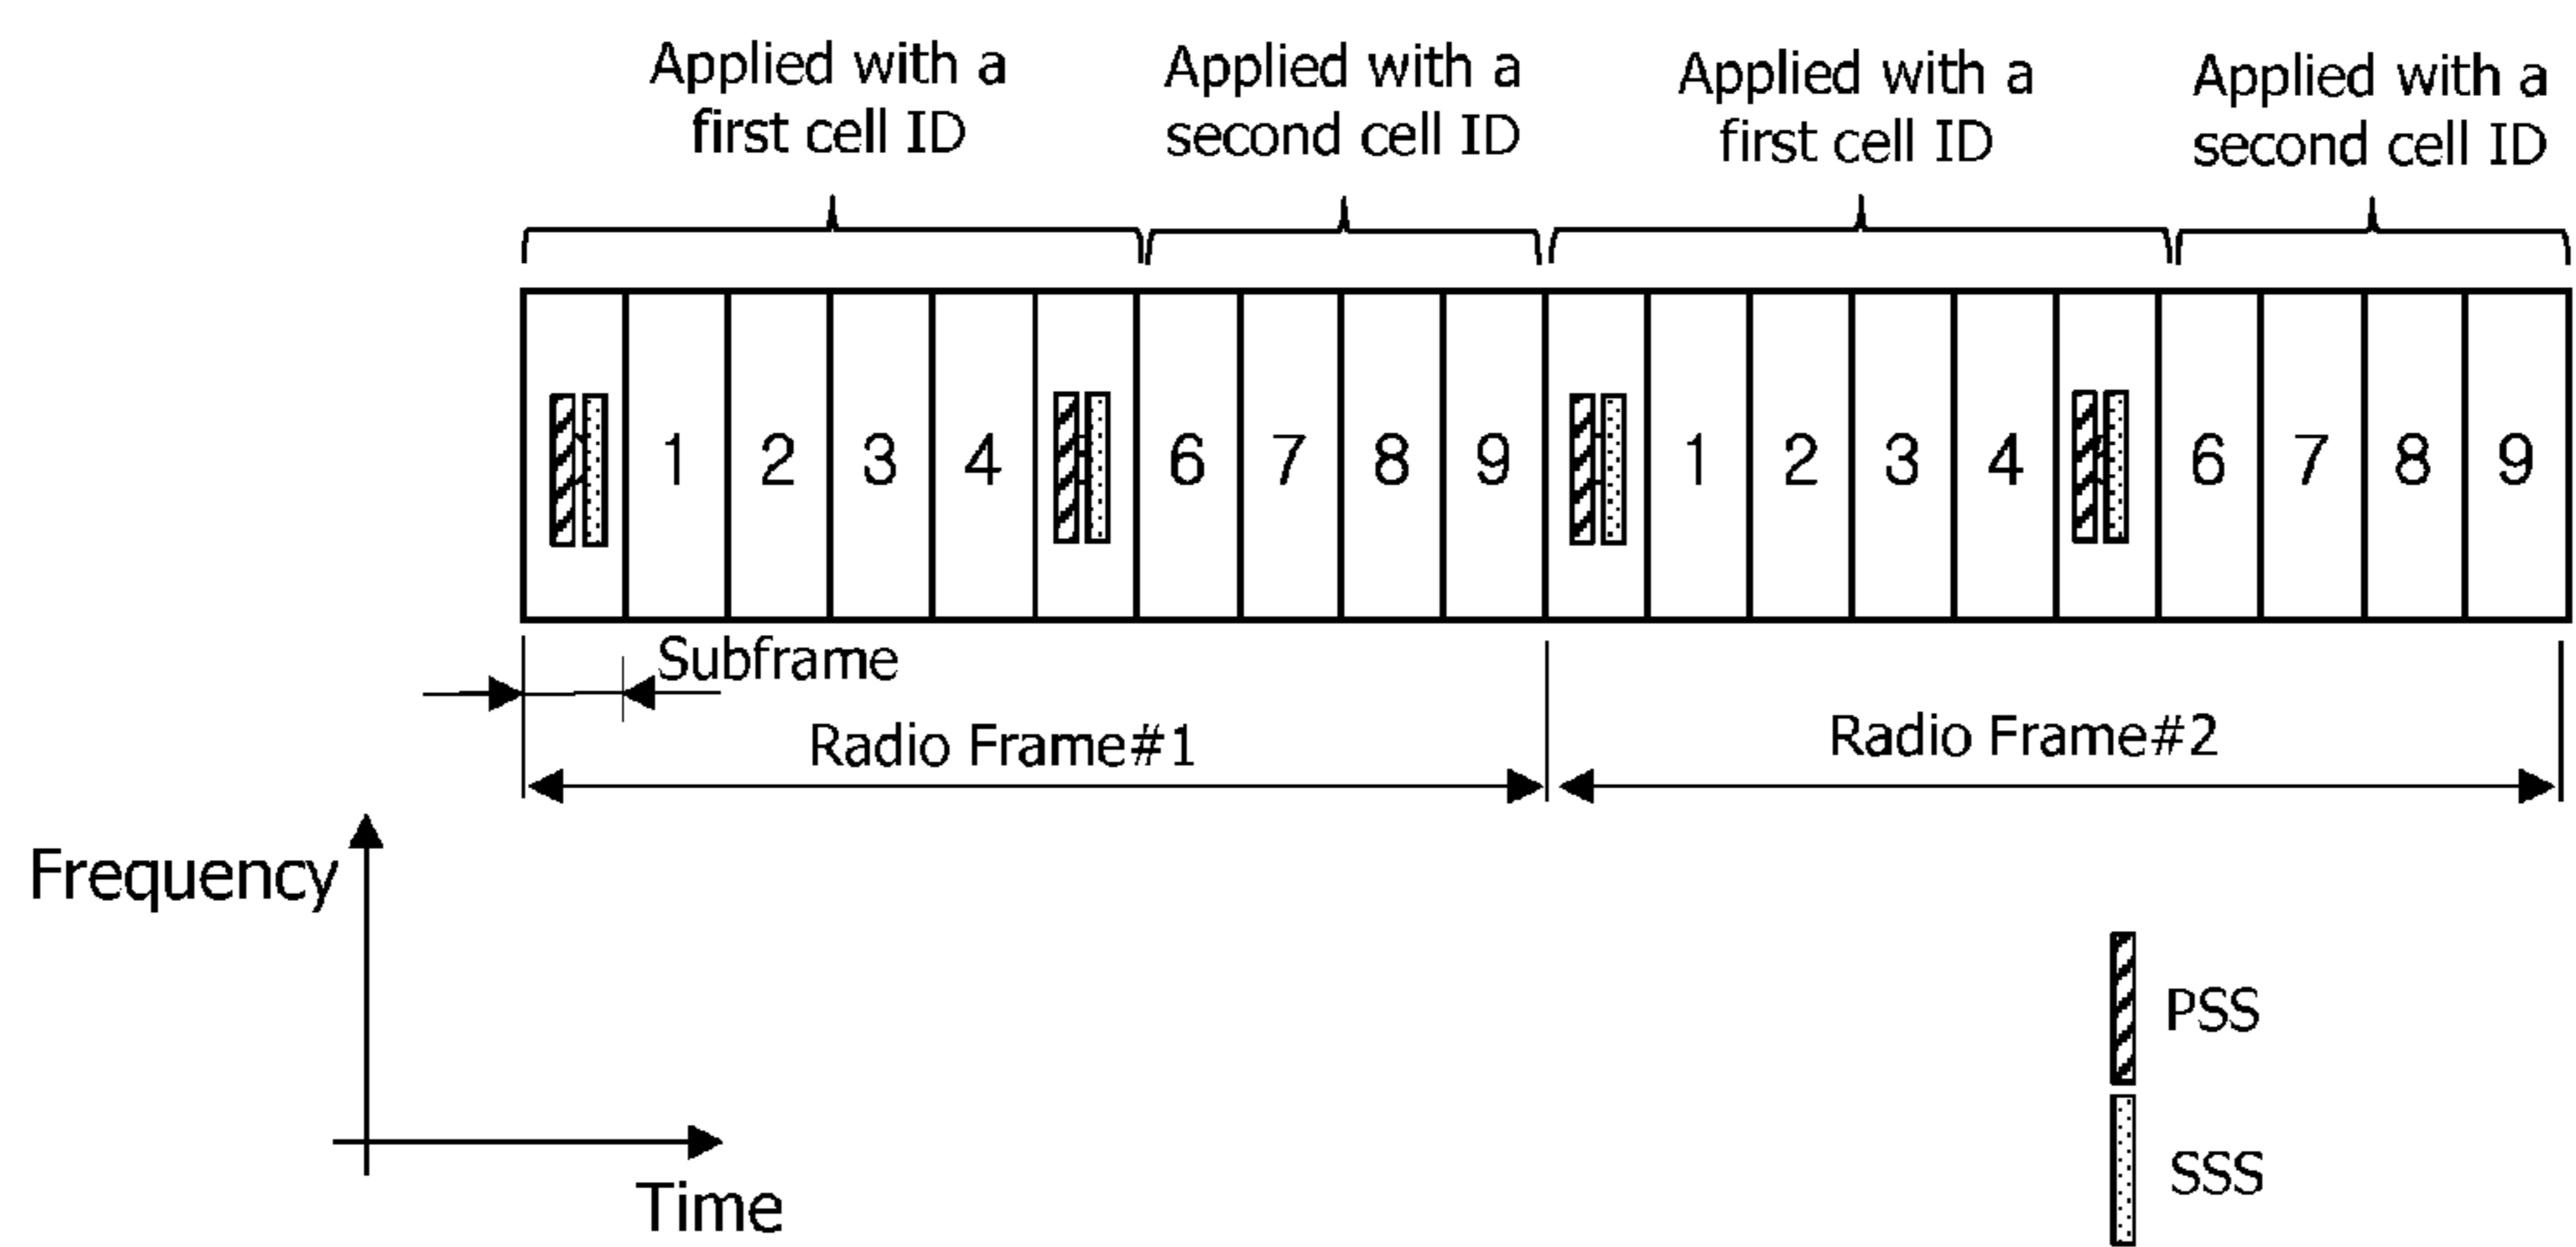 Applied with a
first cell ID
Applied with a
second cell ID
Applied with a
first cell ID
Applied with a
second cell ID
1 2 3 4 6 7 8 9 1 2 3 4 6 7 8 9
Subframe
Radio Frame#1
Radio Frame#2
Frequency
Time
PSS
SSS